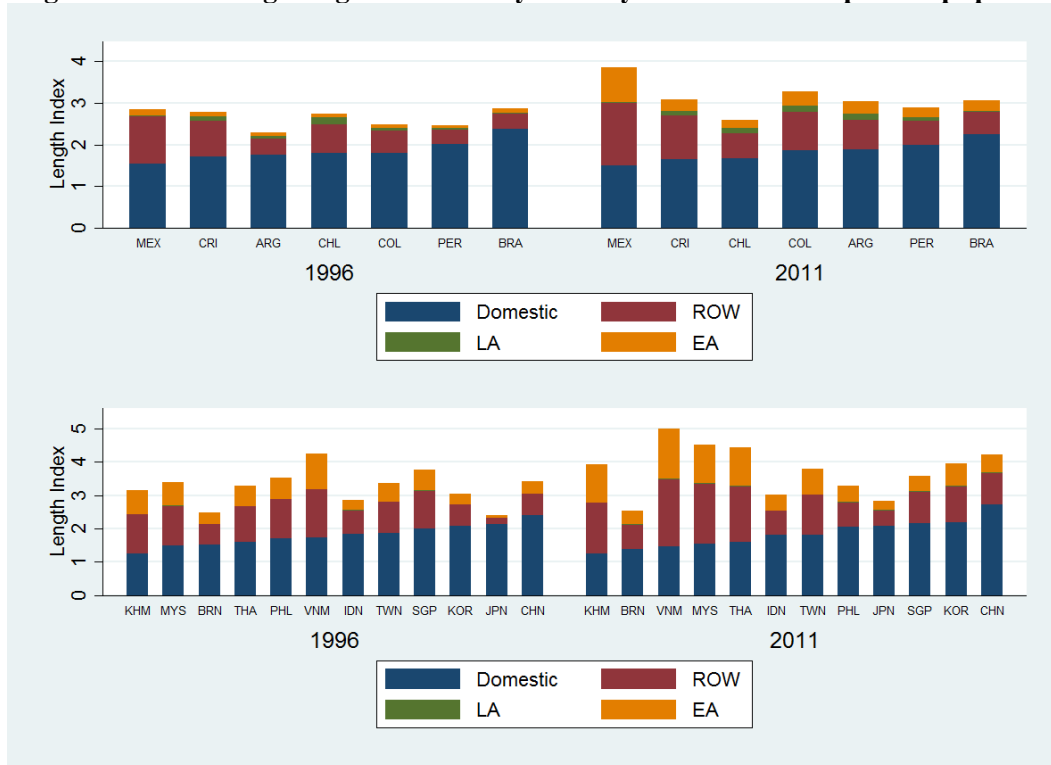 4
3
2
1
0
Length Index
MEX CRI ARG CHL COL PER BRA MEX CRI CHL COL ARG PER BRA
1996 2011
Domestic ROW
LA EA
5
4
3
2
1
0
Length Index
KHM MYS BRN THA PHL VNM IDN TWN SGP KOR JPN CHN KHM BRN VNM MYS THA IDN TWN PHL JPN SGP KOR CHN
1996 2011
Domestic ROW
LA EA